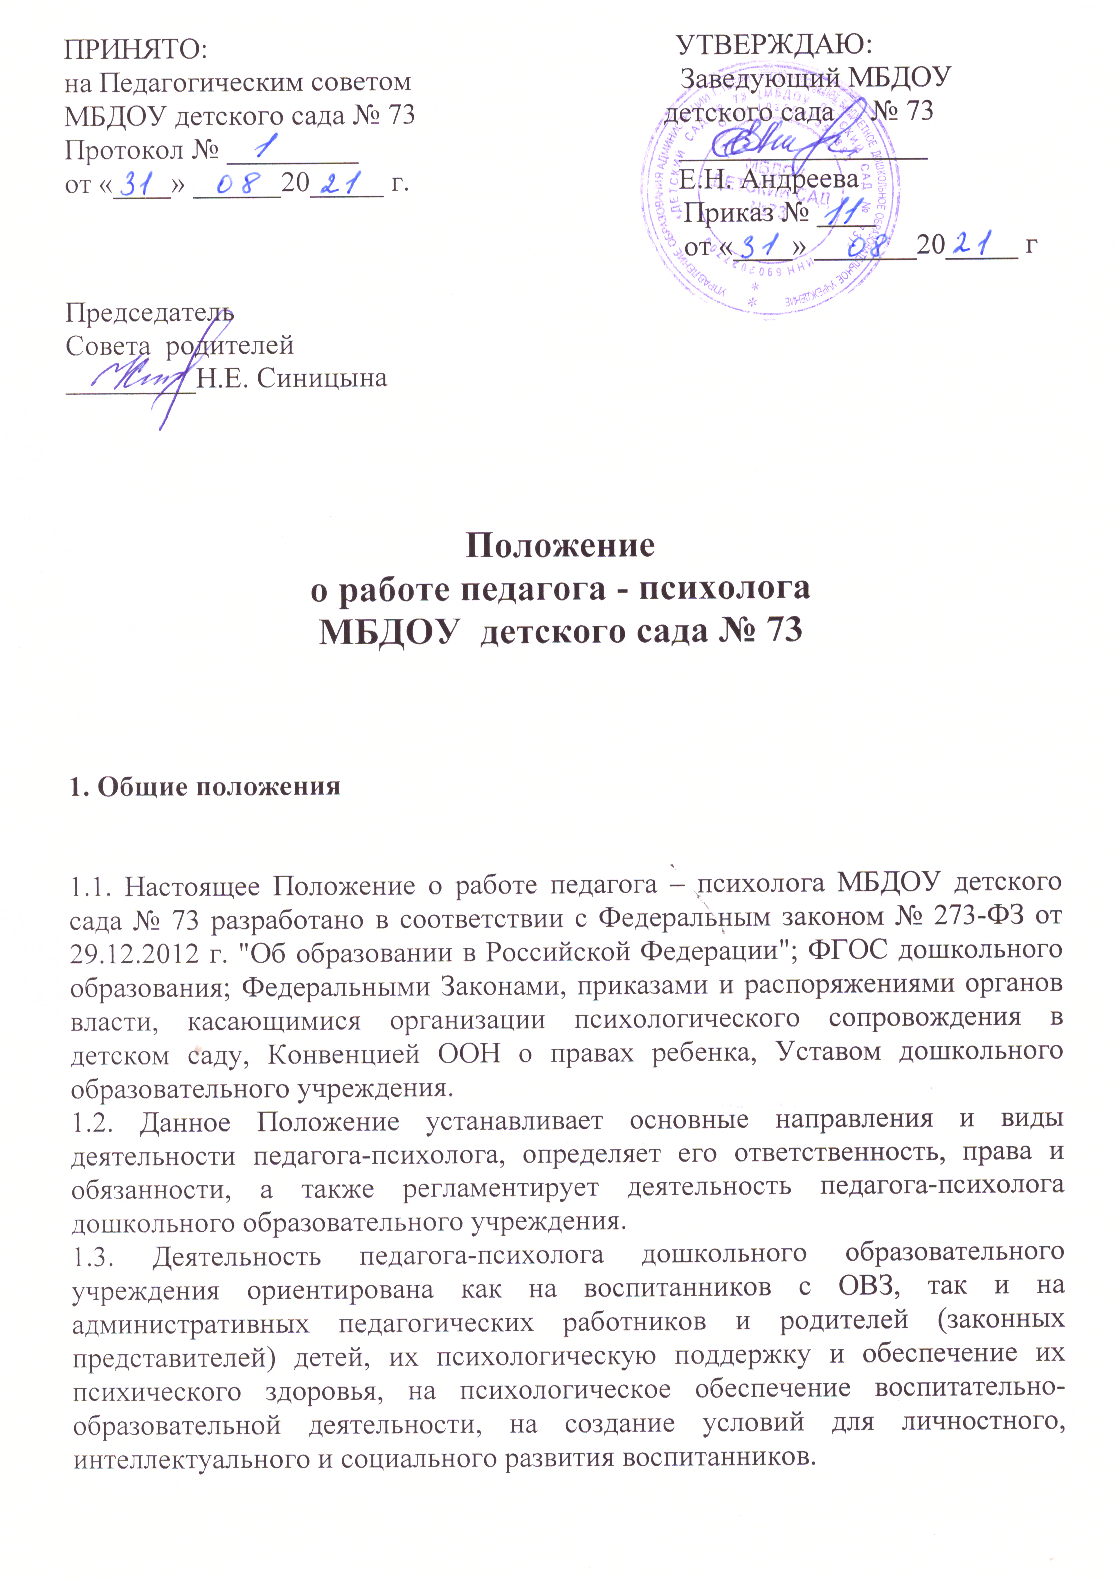 ПРИНЯТО:
на Педагогическим советом
МБДОУ детского сада № 73
Протокол № 1
от «31» 08 2021 г.
УТВЕРЖДАЮ:
Заведующий МБДОУ
детского сада № 73
Е.Н. Андреева
Приказ № 11
от «31» 08 2021 г
МБДОУ
ДЕТСКИЙ САД
№ 73
Председатель
Совета родителей
Н.Е. Синицына
Положение
о работе педагога - психолога
МБДОУ детского сада № 73
1. Общие положения
1.1. Настоящее Положение о работе педагога – психолога МБДОУ детского
сада № 73 разработано в соответствии с Федеральным законом № 273-ФЗ от
29.12.2012 г. "Об образовании в Российской Федерации"; ФГОС дошкольного
образования; Федеральными Законами, приказами и распоряжениями органов
власти, касающимися организации психологического сопровождения в
детском саду, Конвенцией ООН о правах ребенка, Уставом дошкольного
образовательного учреждения.
1.2. Данное Положение устанавливает основные направления и виды
деятельности педагога-психолога, определяет его ответственность, права и
обязанности, а также регламентирует деятельность педагога-психолога
дошкольного образовательного учреждения.
1.3. Деятельность педагога-психолога дошкольного образовательного
учреждения ориентирована как на воспитанников с ОВЗ, так и на
административных педагогических работников и родителей (законных
представителей) детей, их психологическую поддержку и обеспечение их
психического здоровья, на психологическое обеспечение воспитательно-
образовательной деятельности, на создание условий для личностного,
интеллектуального и социального развития воспитанников.